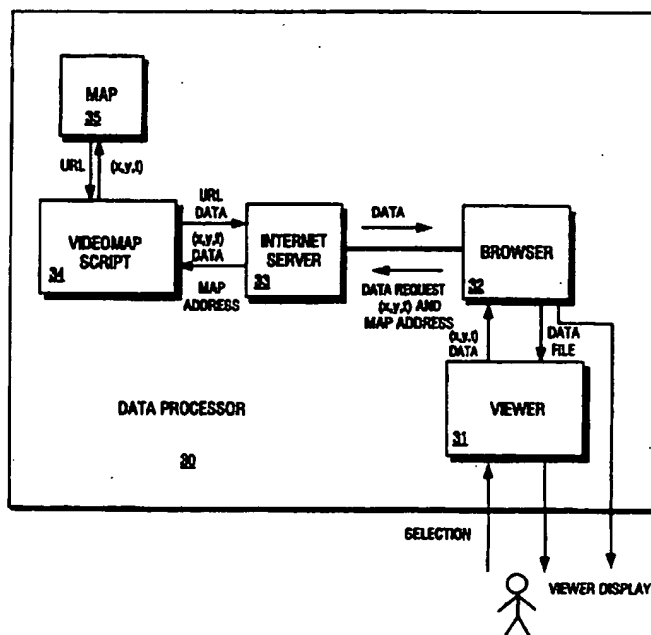 MAP
35
URL
(x,y,t)
VIDEOMAP
SCRIPT
34
URL
DATA
(x,y,t)
DATA
MAP
ADDRESS
INTERNET
SERVER
33
DATA
DATA REQUEST
(x,y,t) AND
MAP ADDRESS
BROWSER
32
(x,y,t)
DATA
DATA
FILE
VIEWER
31
DATA PROCESSOR
30
SELECTION
VIEWER DISPLAY